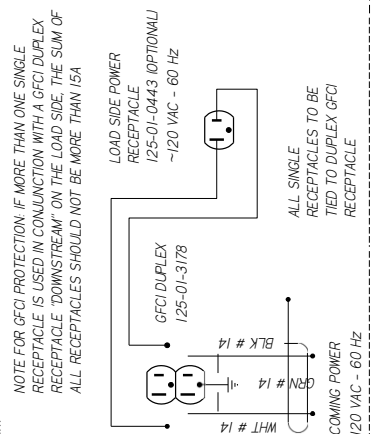 NOTE FOR GFCI PROTECTION: IF MORE THAN ONE SINGLE
RECEPTACLE IS USED IN CONJUNCTION WITH A GFCI DUPLEX
RECEPTACLE "DOWNSTREAM" ON THE LOAD SIDE, THE SUM OF
ALL RECEPTACLES SHOULD NOT BE MORE THAN 15A
LOAD SIDE POWER
RECEPTACLE
125-01-0443 (OPTIONAL)
~120 VAC - 60 Hz
GFCI DUPLEX
125-01-3178
ALL SINGLE
RECEPTACLES TO BE
TIED TO DUPLEX GFCI
RECEPTACLE
WHT # 14
GRN # 14
BLK # 14
COMING POWER
120 VAC - 60 Hz